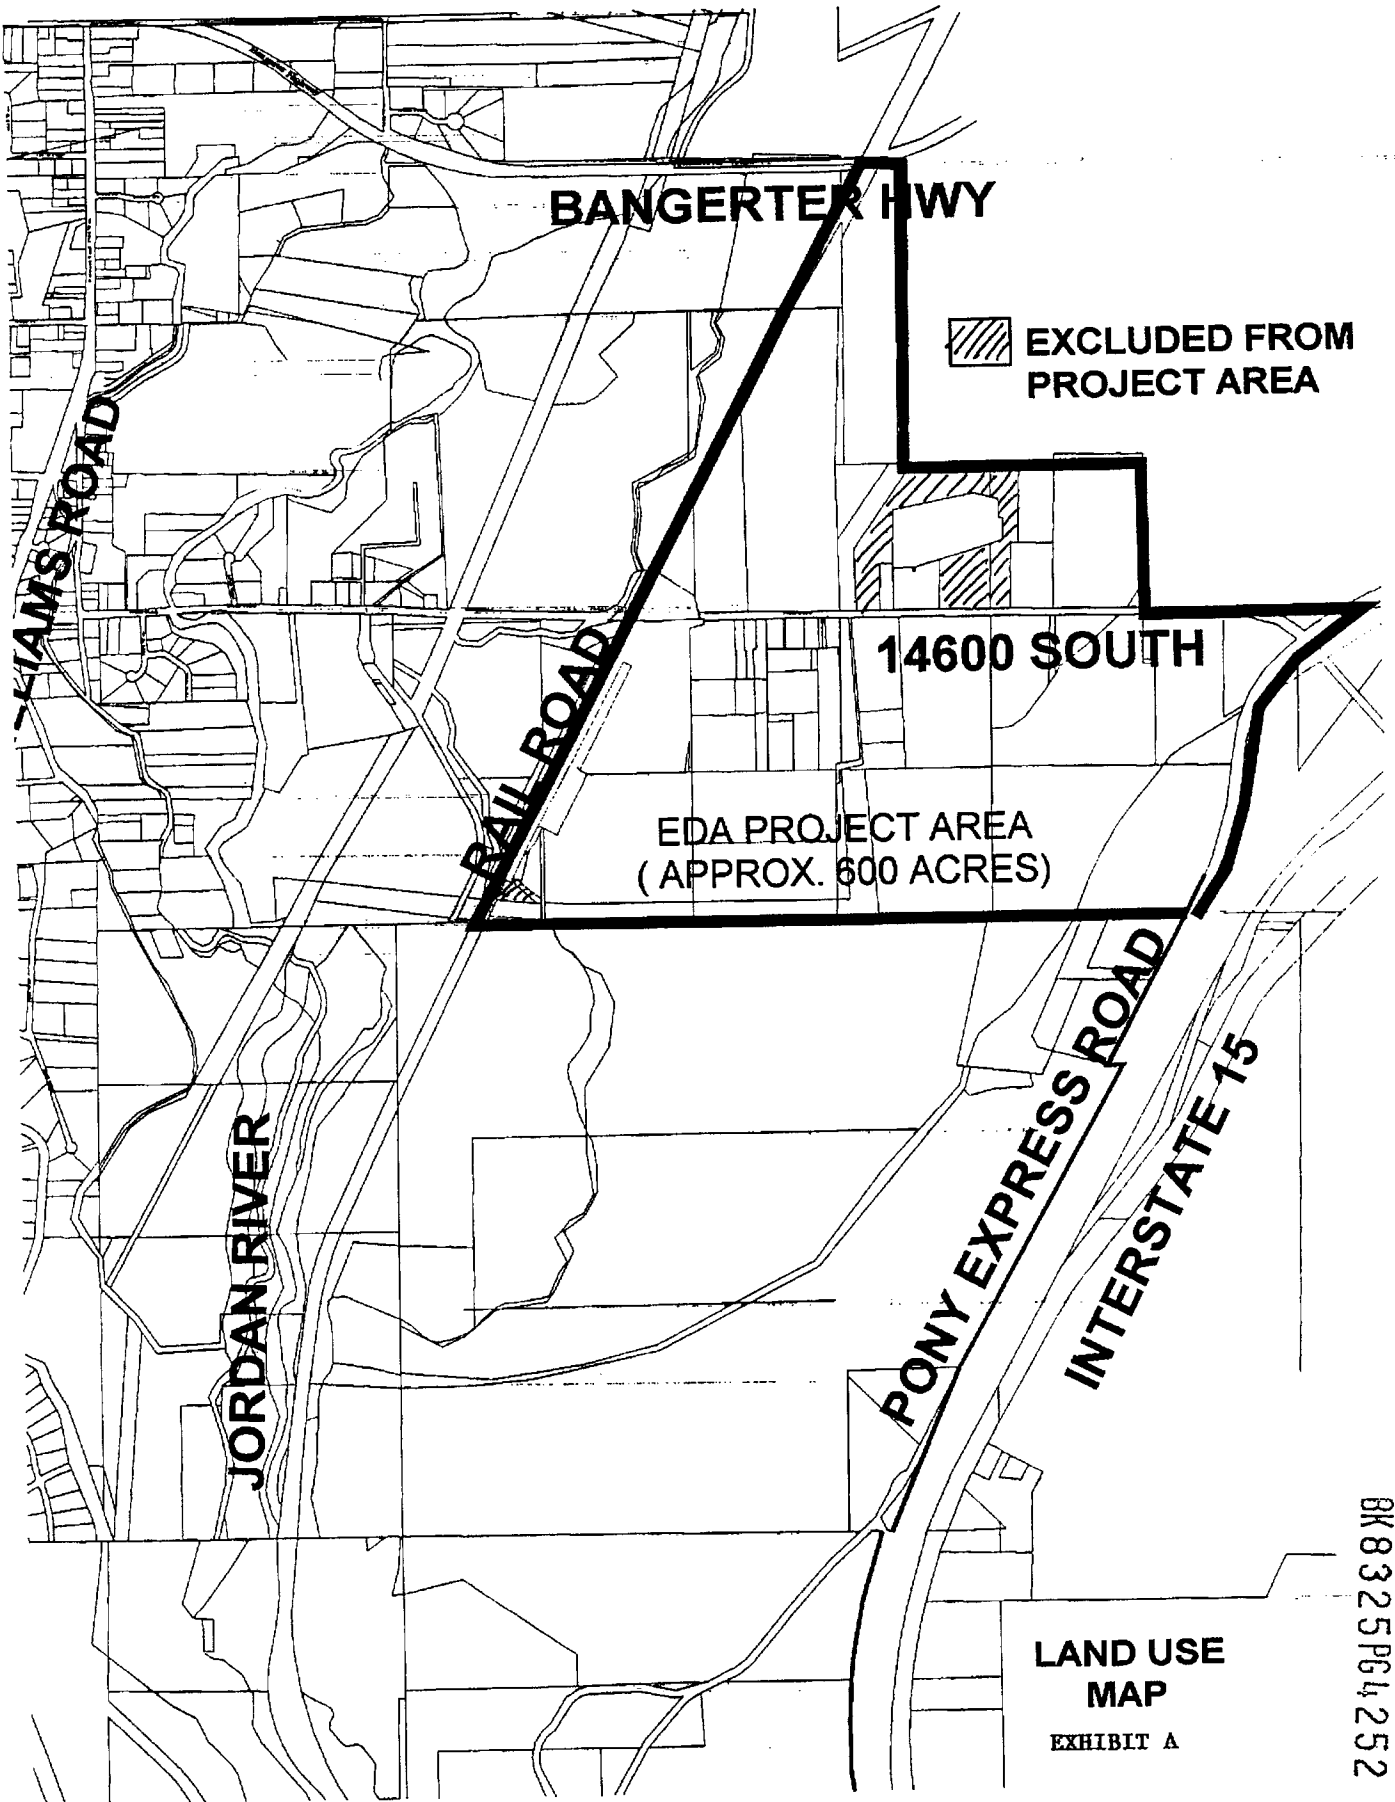 BANGERTER HWY
EXCLUDED FROM
PROJECT AREA
LIAMS ROAD
RAIL ROAD
14600 SOUTH
EDA PROJECT AREA
( APPROX. 600 ACRES)
PONY EXPRESS ROAD
INTERSTATE 15
JORDAN RIVER
LAND USE
MAP
EXHIBIT A
BK8325PG4252